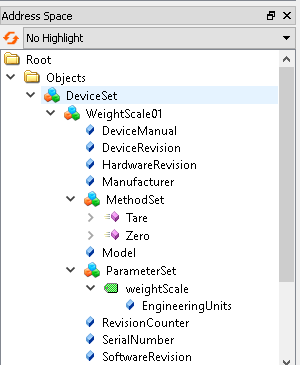 Address Space
No Highlight
Root
Objects
DeviceSet
WeightScale01
DeviceManual
DeviceRevision
HardwareRevision
Manufacturer
MethodSet
Tare
Zero
Model
ParameterSet
weightScale
EngineeringUnits
RevisionCounter
SerialNumber
SoftwareRevision